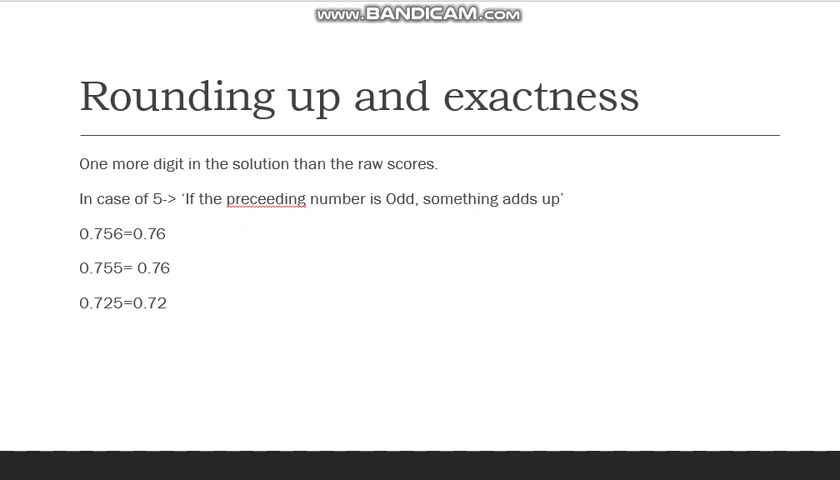 www.BANDICAM.com
Rounding up and exactness
One more digit in the solution than the raw scores.
In case of 5-> ‘If the preceeding number is Odd, something adds up’
0.756=0.76
0.755= 0.76
0.725=0.72